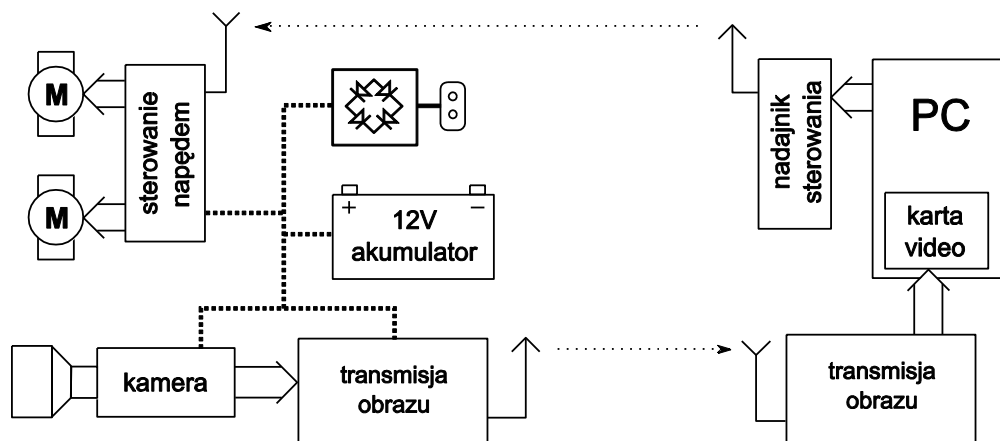 M
M
sterowanie
napędem
+
−
12V
akumulator
kamera
transmisja
obrazu
nadajnik
sterowania
PC
karta
video
transmisja
obrazu